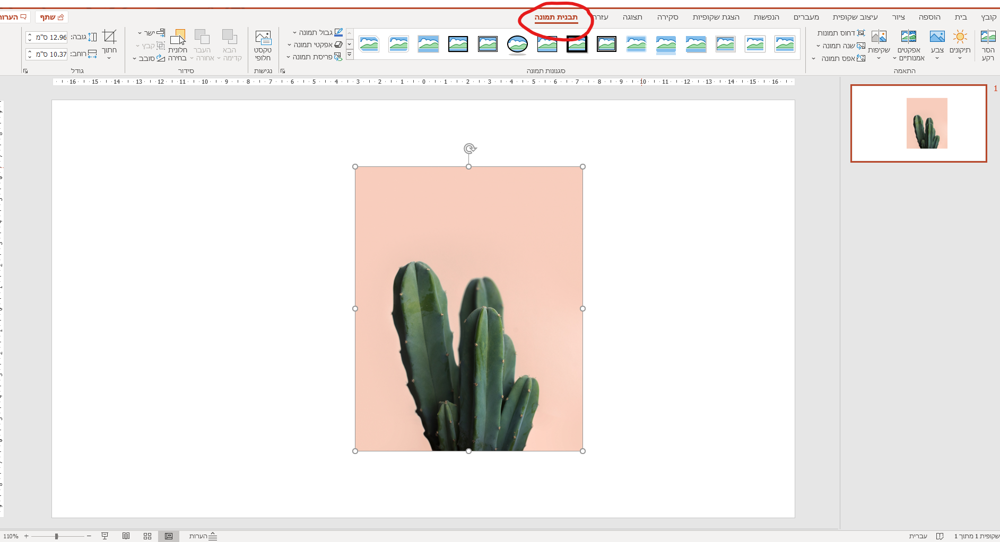 קובץ בית הוספה ציור עיצוב שקופית מעברים הנפשות הצגת שקופיות סקירה תצוגה עזרה תבנית תמונה
שתף
הערות
הסר רקע
תיקונים
צבע
אפקטים אמנותיים
שקיפות
דחוס תמונות
שנה תמונה
אפס תמונה
התאמה
סגנונות תמונה
גבול תמונה
אפקטי תמונה
פריסת תמונה
טקסט חלופי
נגישות
הבא קדימה
העבר אחורה
חלונית בחירה
ישר
קבץ
סובב
סידור
חתוך
גובה: 12.96 ס"מ
רוחב: 10.37 ס"מ
גודל
16 15 14 13 12 11 10 9 8 7 6 5 4 3 2 1 0 1 2 3 4 5 6 7 8 9 10 11 12 13 14 15 16
1
שקופית 1 מתוך 1
עברית
הערות
110%